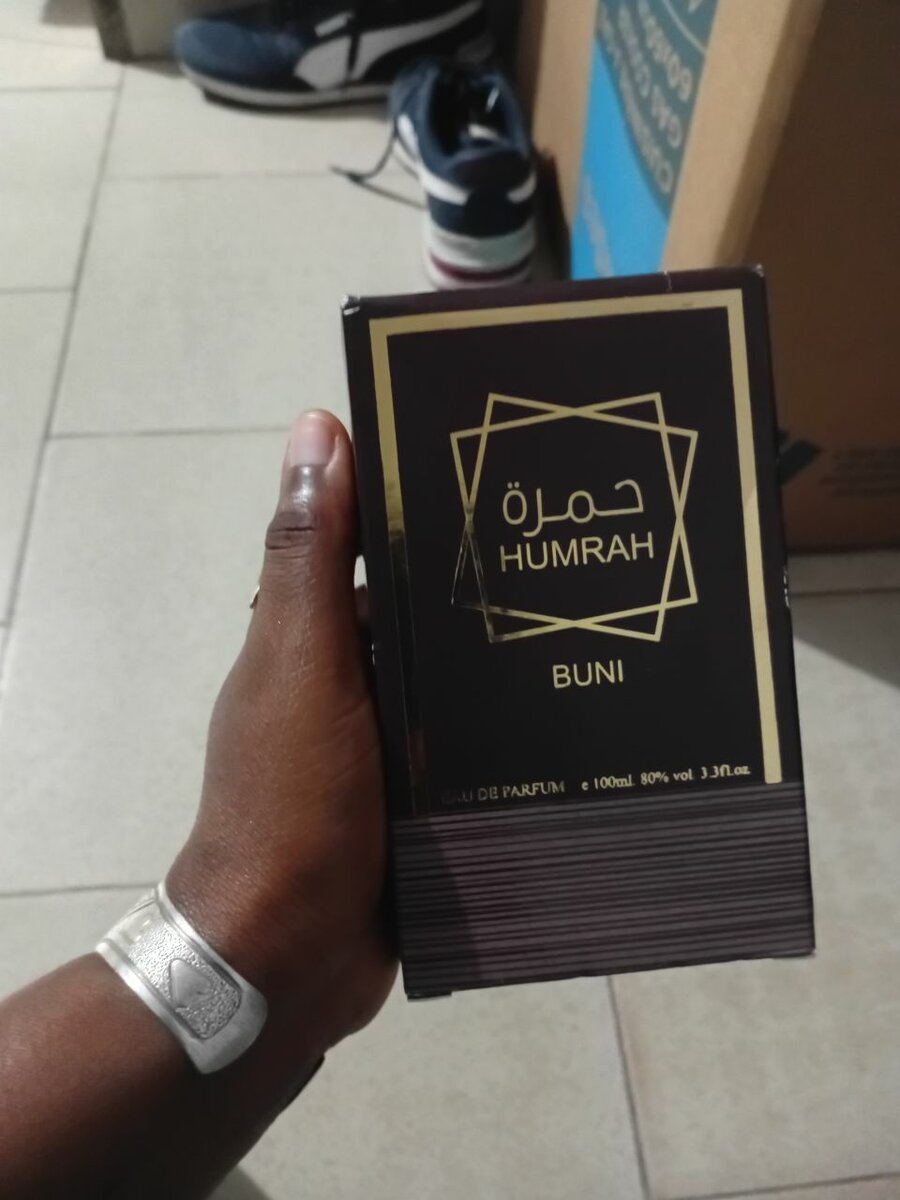 حمرة
HUMRAH
BUNI
EAU DE PARFUM e 100ml. 80% vol 3.3fl.oz